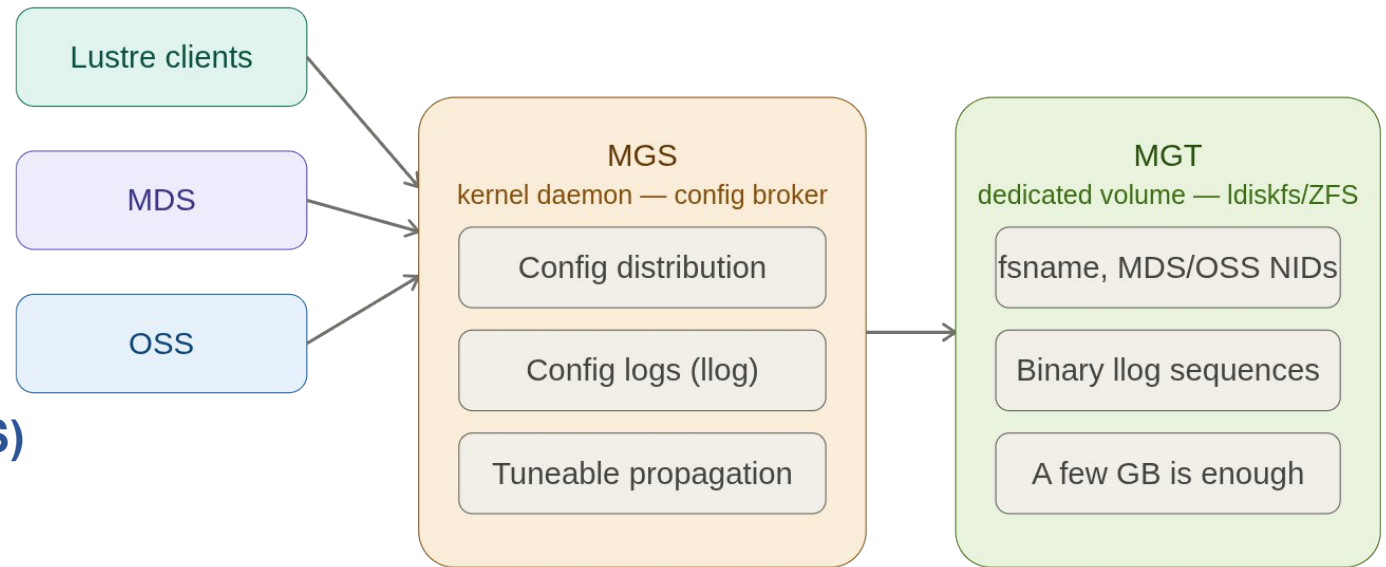 Lustre clients
MDS
OSS
S)
MGS
kernel daemon — config broker
Config distribution
Config logs (llog)
Tuneable propagation
MGT
dedicated volume — ldiskfs/ZFS
fsname, MDS/OSS NIDs
Binary llog sequences
A few GB is enough